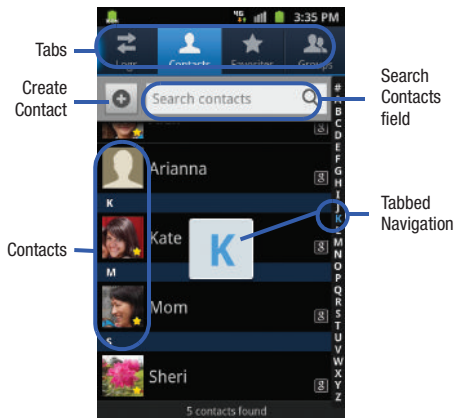 4G 3:35 PM
Tabs
Logs Contacts Favorites Groups
Create
Contact
Search contacts
Search
Contacts
field
#
A
B
C
D
E
F
G
H
I
J
K
L
M
N
O
P
Q
R
S
T
U
V
W
X
Y
Z
Arianna
g
K
Kate
g
K
Tabbed
Navigation
Contacts
M
Mom
g
S
Sheri
g
5 contacts found